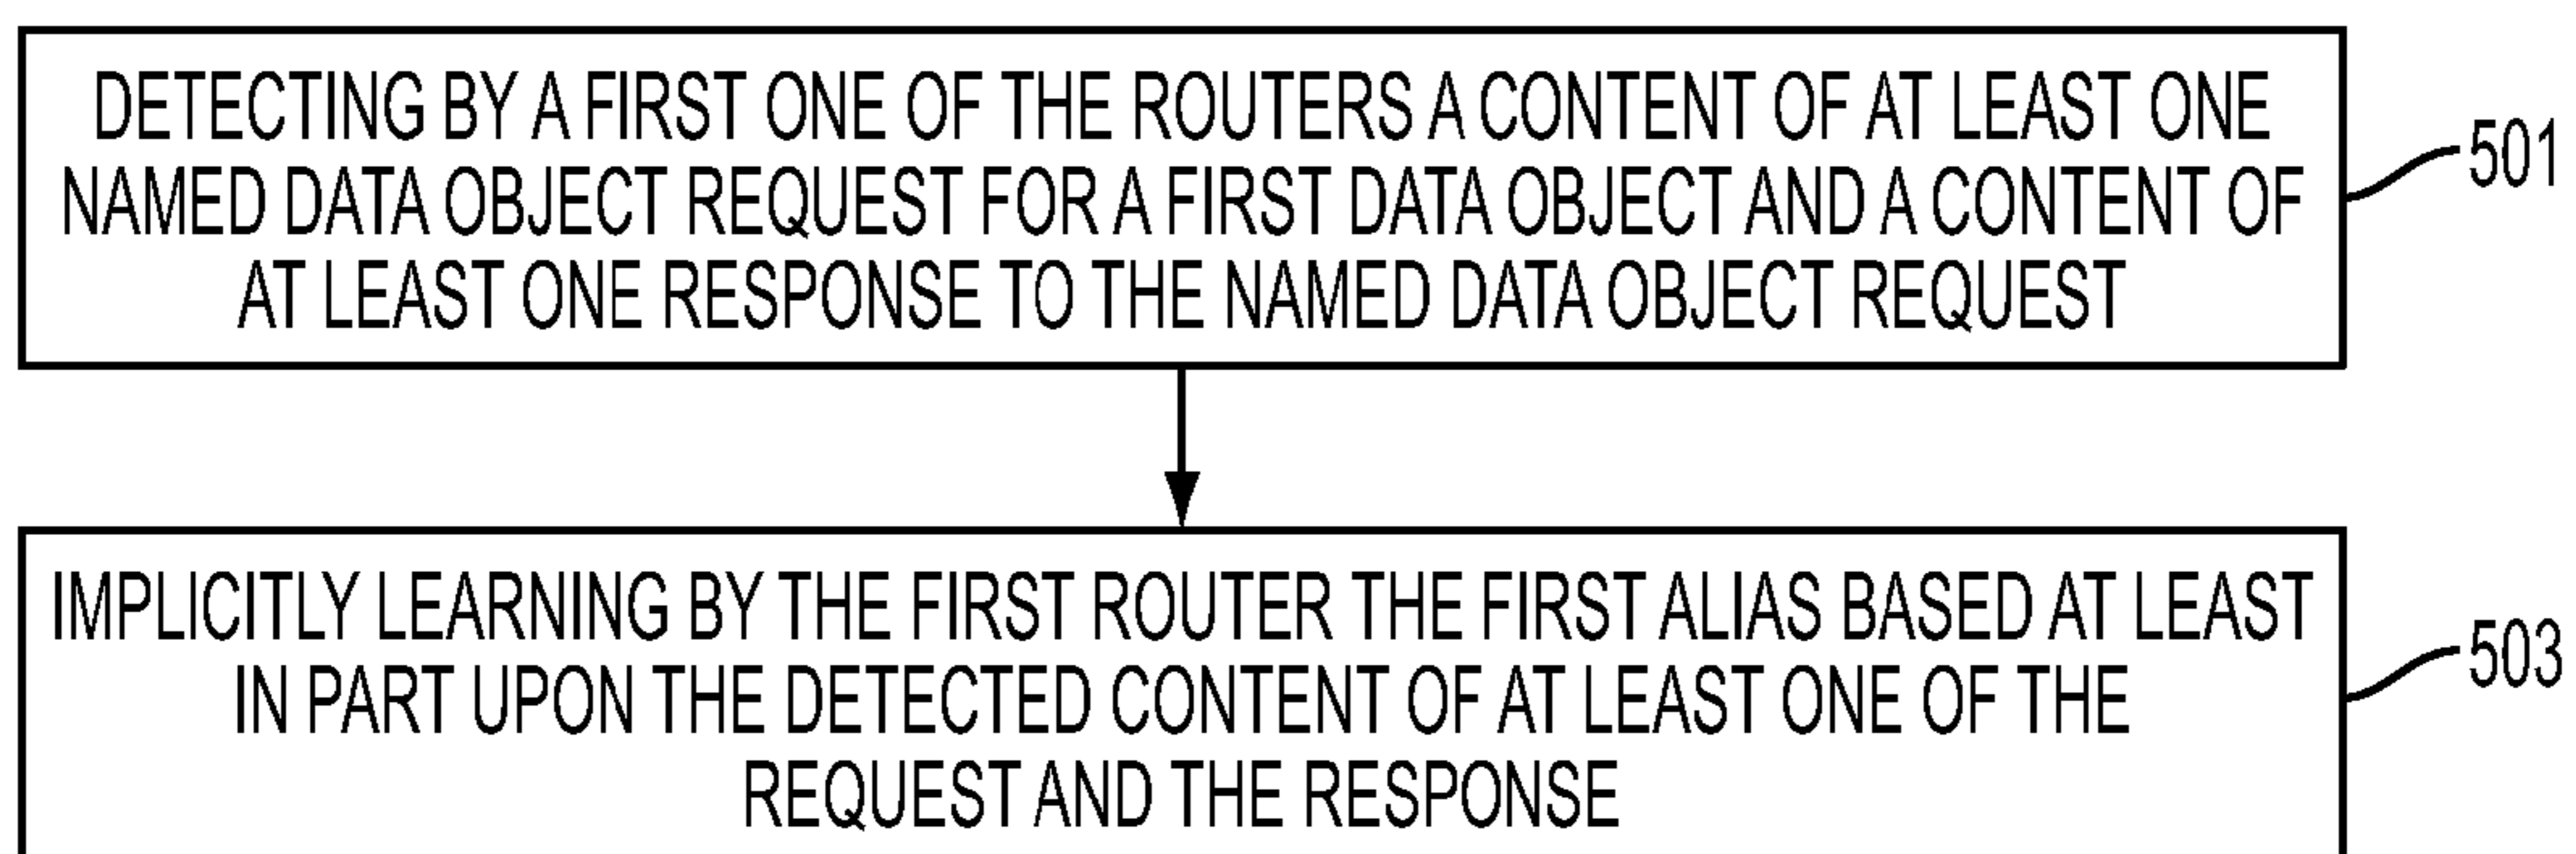 DETECTING BY A FIRST ONE OF THE ROUTERS A CONTENT OF AT LEAST ONE
NAMED DATA OBJECT REQUEST FOR A FIRST DATA OBJECT AND A CONTENT OF
AT LEAST ONE RESPONSE TO THE NAMED DATA OBJECT REQUEST
501
IMPLICITLY LEARNING BY THE FIRST ROUTER THE FIRST ALIAS BASED AT LEAST
IN PART UPON THE DETECTED CONTENT OF AT LEAST ONE OF THE
REQUEST AND THE RESPONSE
503